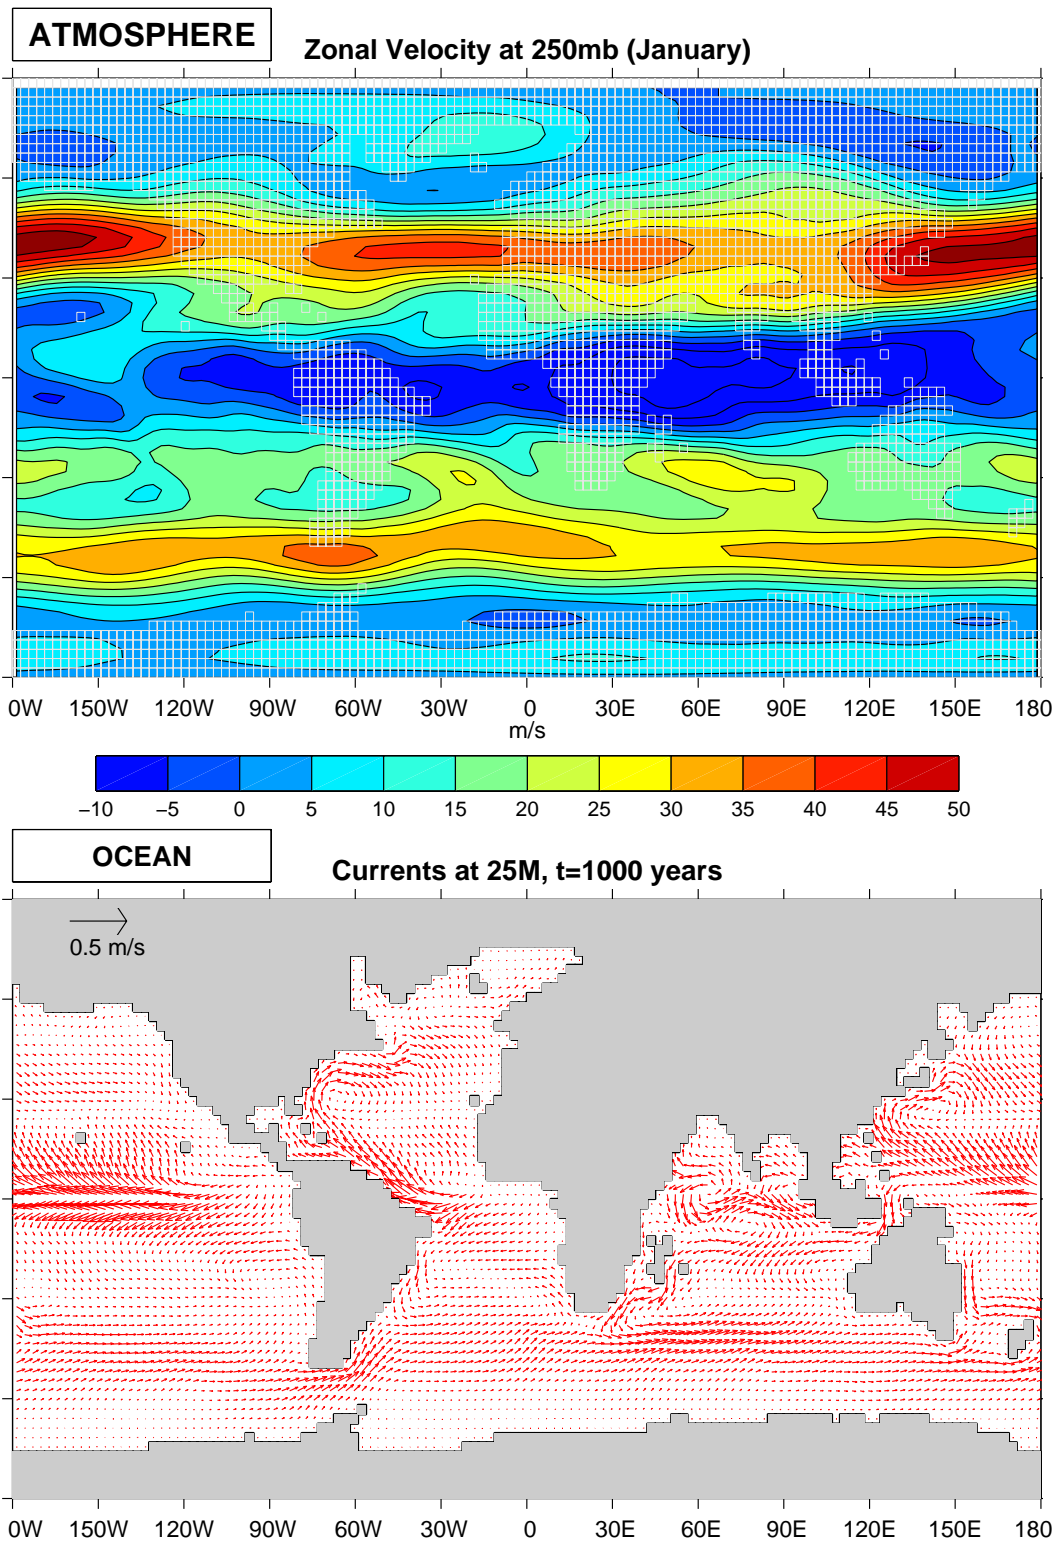 ATMOSPHERE
Zonal Velocity at 250mb (January)
0W 150W 120W 90W 60W 30W 0 30E 60E 90E 120E 150E 180
m/s
−10 −5 0 5 10 15 20 25 30 35 40 45 50
OCEAN
Currents at 25M, t=1000 years
0.5 m/s
0W 150W 120W 90W 60W 30W 0 30E 60E 90E 120E 150E 180